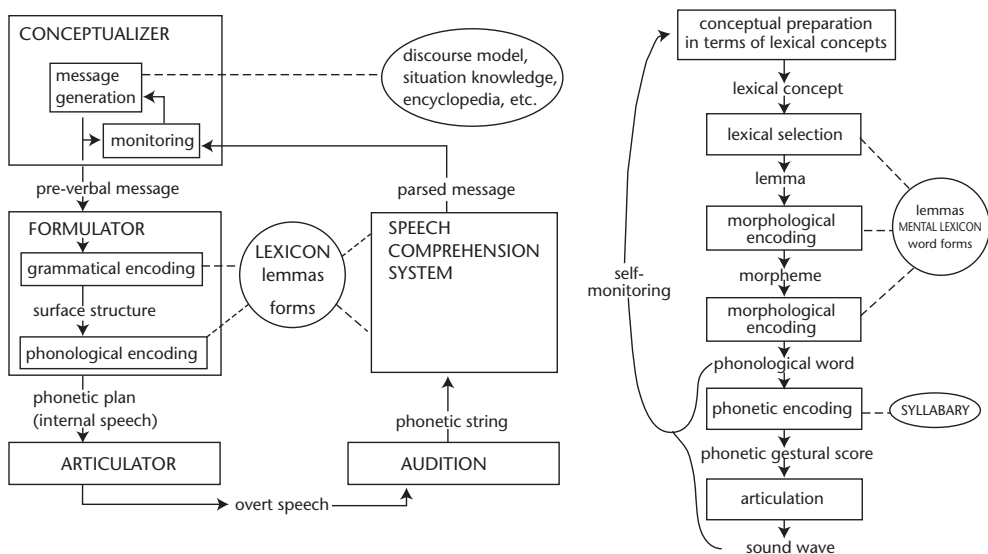 CONCEPTUALIZER
message
generation
monitoring
discourse model,
situation knowledge,
encyclopedia, etc.
pre-verbal message
parsed message
FORMULATOR
grammatical encoding
surface structure
phonological encoding
LEXICON
lemmas
forms
SPEECH
COMPREHENSION
SYSTEM
phonetic plan
(internal speech)
phonetic string
ARTICULATOR
AUDITION
overt speech
conceptual preparation
in terms of lexical concepts
lexical concept
lexical selection
lemma
morphological
encoding
lemmas
MENTAL LEXICON
word forms
morpheme
self-
monitoring
morphological
encoding
phonological word
phonetic encoding
SYLLABARY
phonetic gestural score
articulation
sound wave